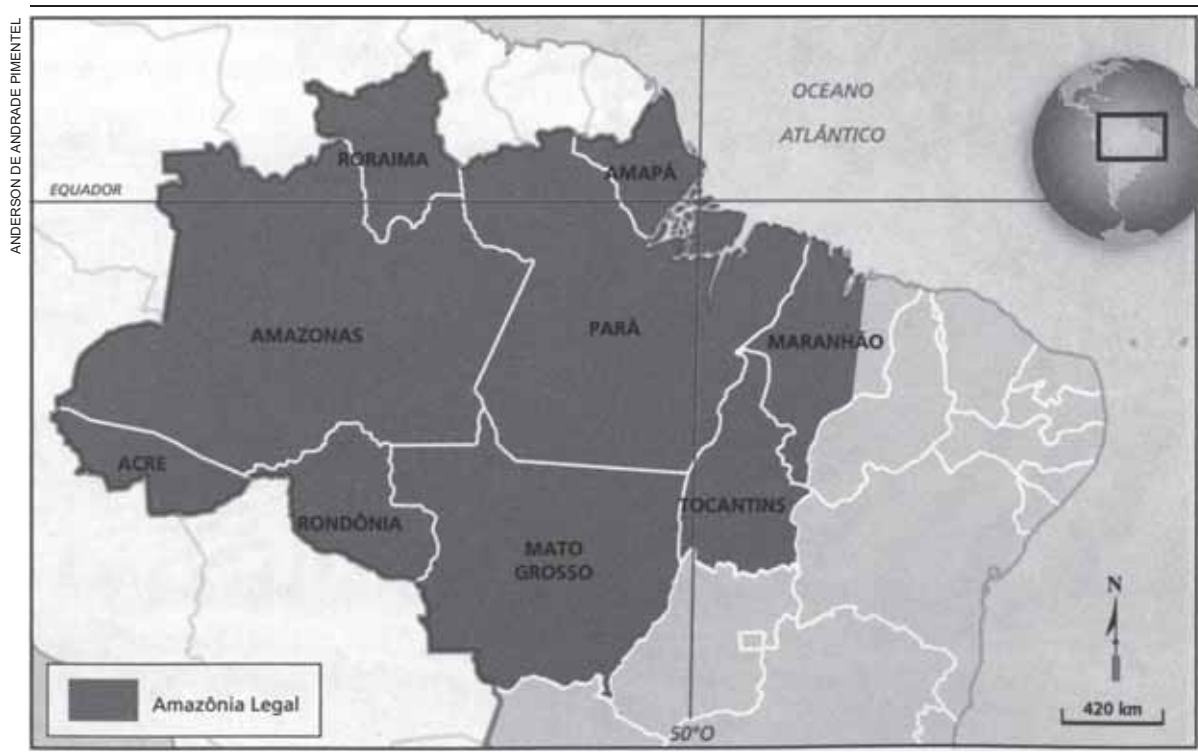 ANDERSON DE ANDRADE PIMENTEL
OCEANO
ATLÂNTICO
RORAIMA
AMAPÁ
EQUADOR
AMAZONAS
PARÁ
MARANHÃO
ACRE
TOCANTINS
RONDÔNIA
MATO
GROSSO
N
Amazônia Legal
420 km
50°O